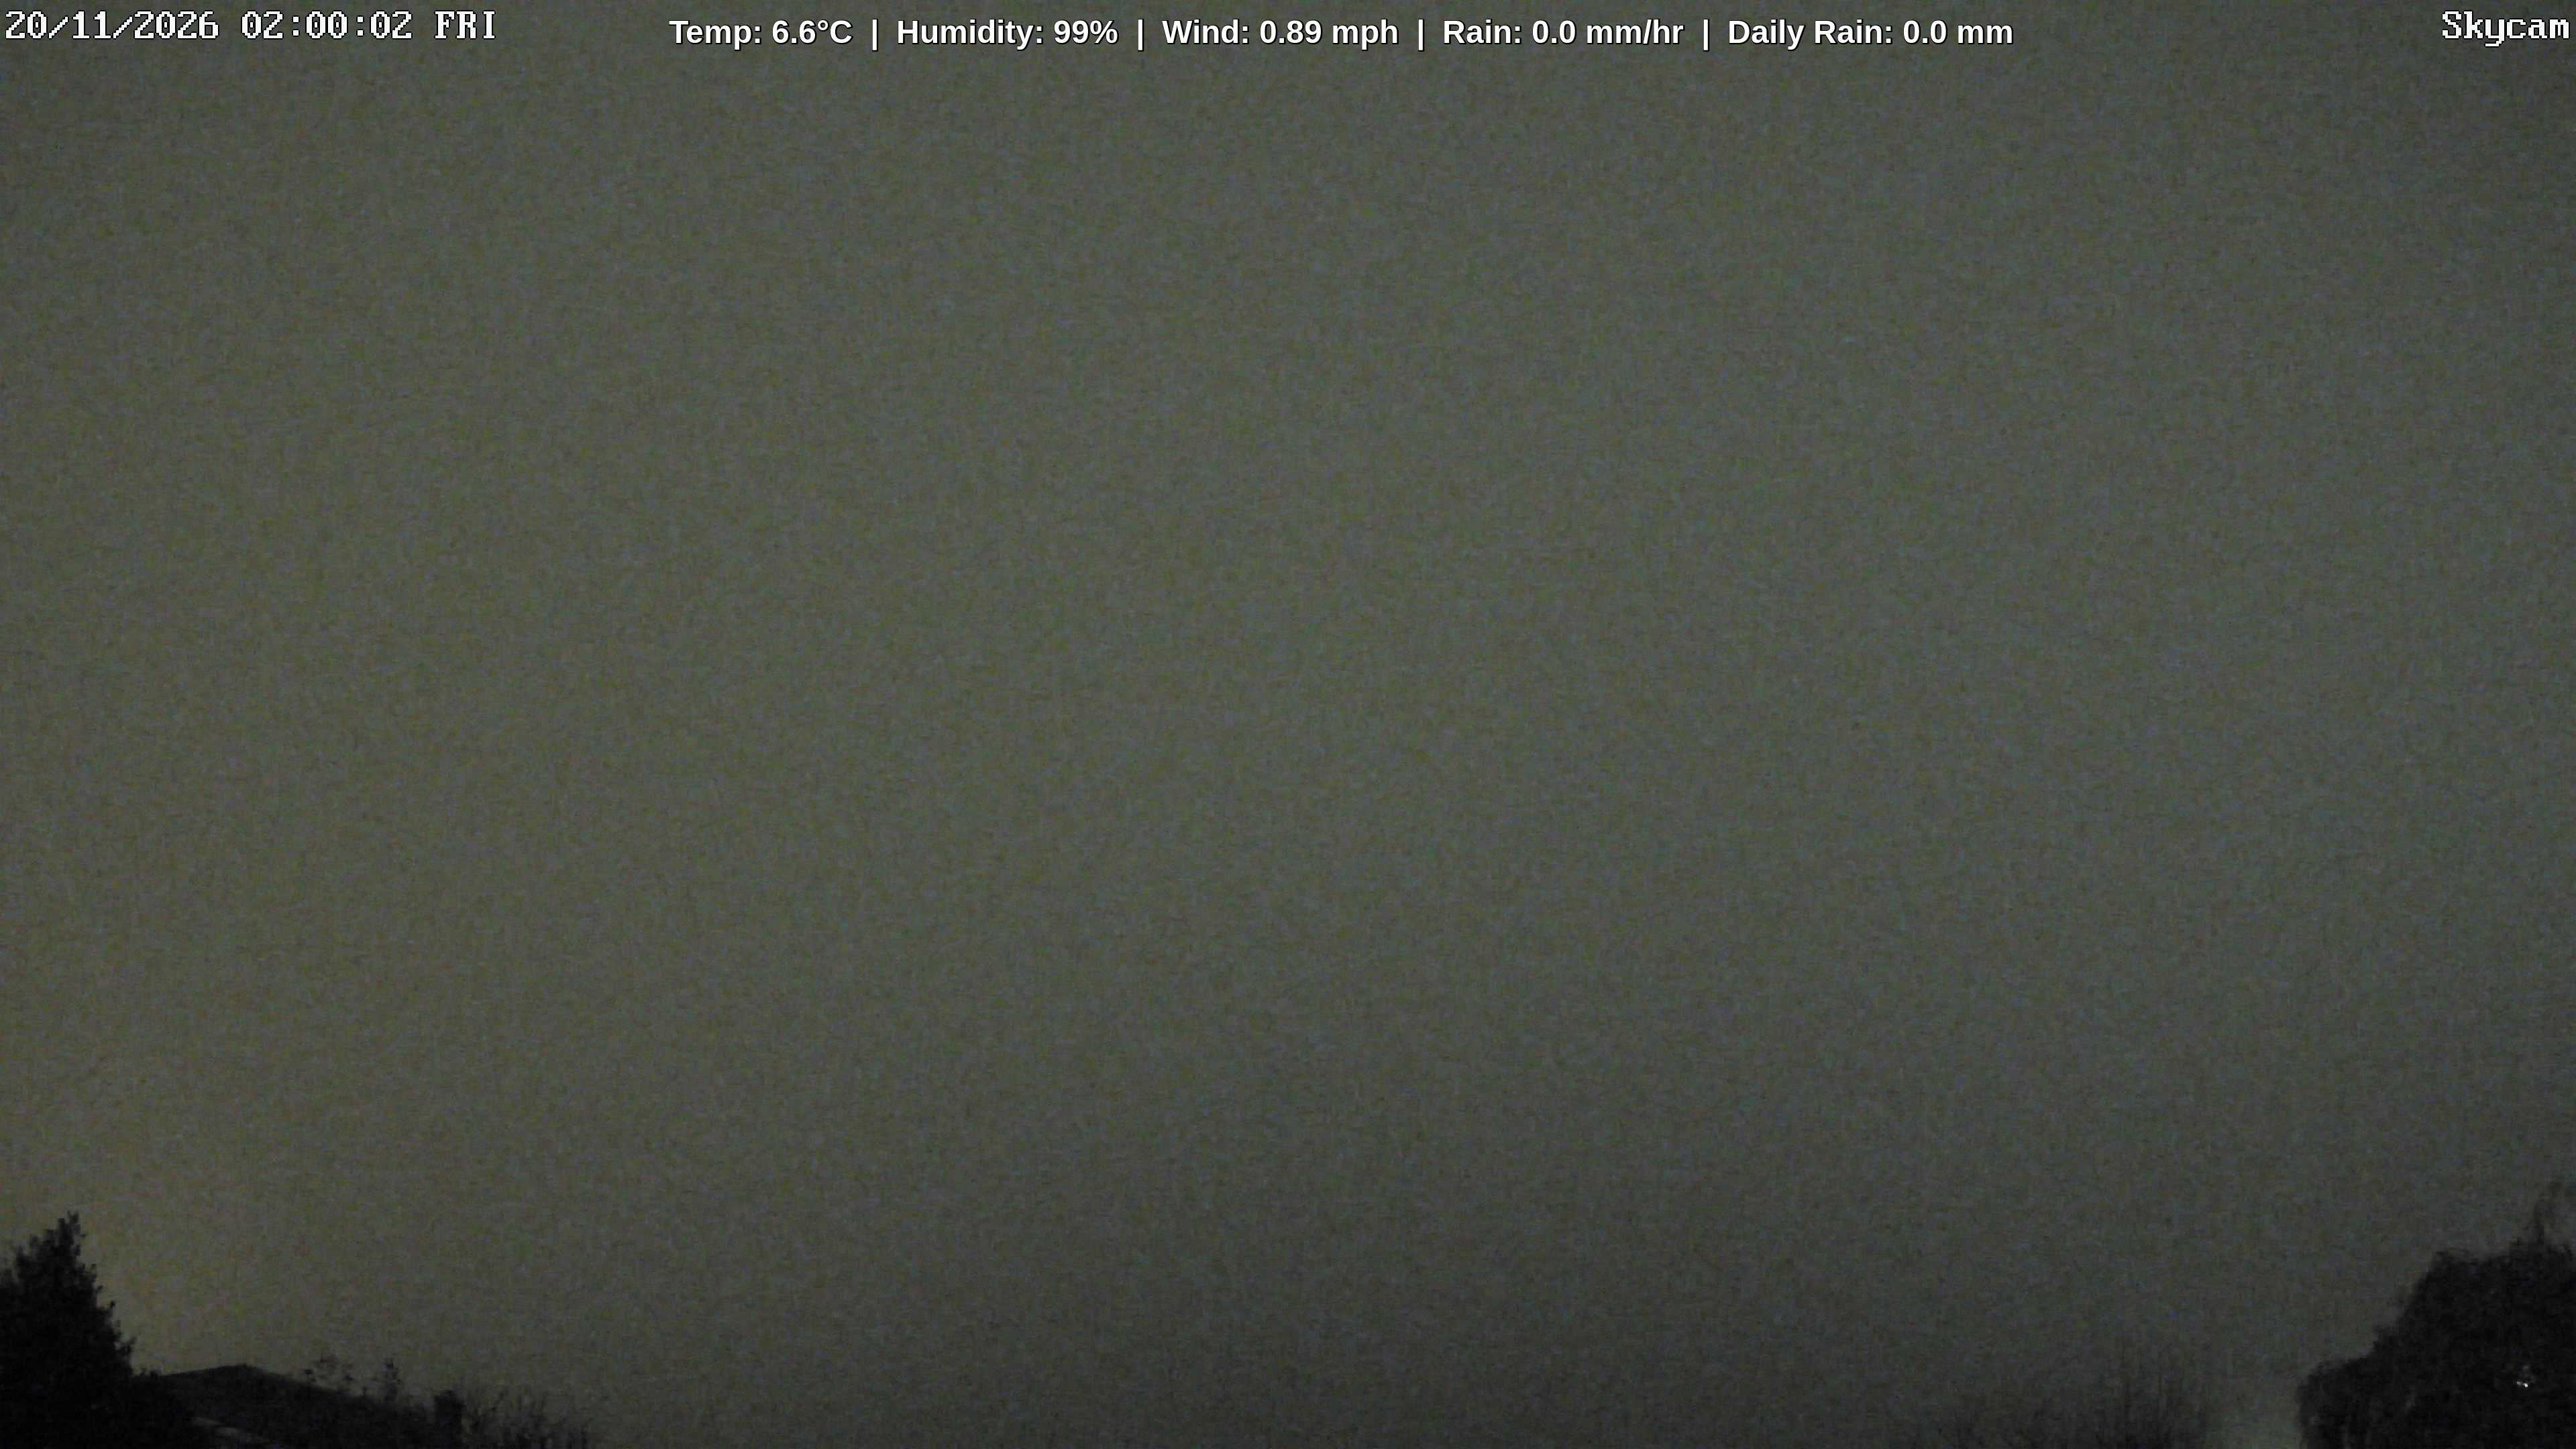 20/11/2026 02:00:02 FRI
Temp: 6.6°C | Humidity: 99% | Wind: 0.89 mph | Rain: 0.0 mm/hr | Daily Rain: 0.0 mm
Skycam